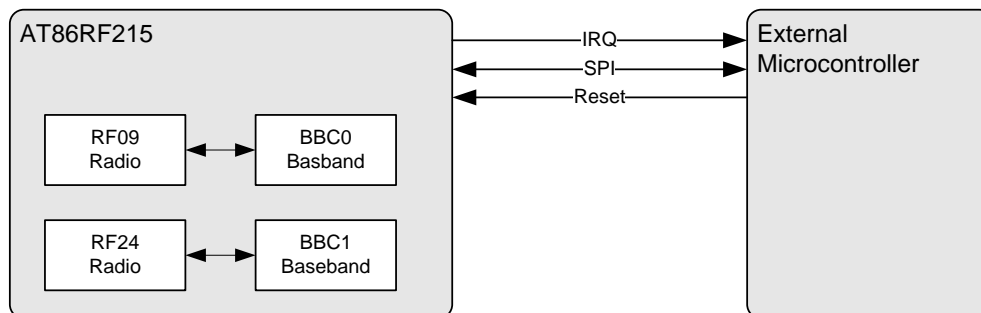 AT86RF215
IRQ
SPI
Reset
External
Microcontroller
RF09
Radio
BBC0
Basband
RF24
Radio
BBC1
Baseband